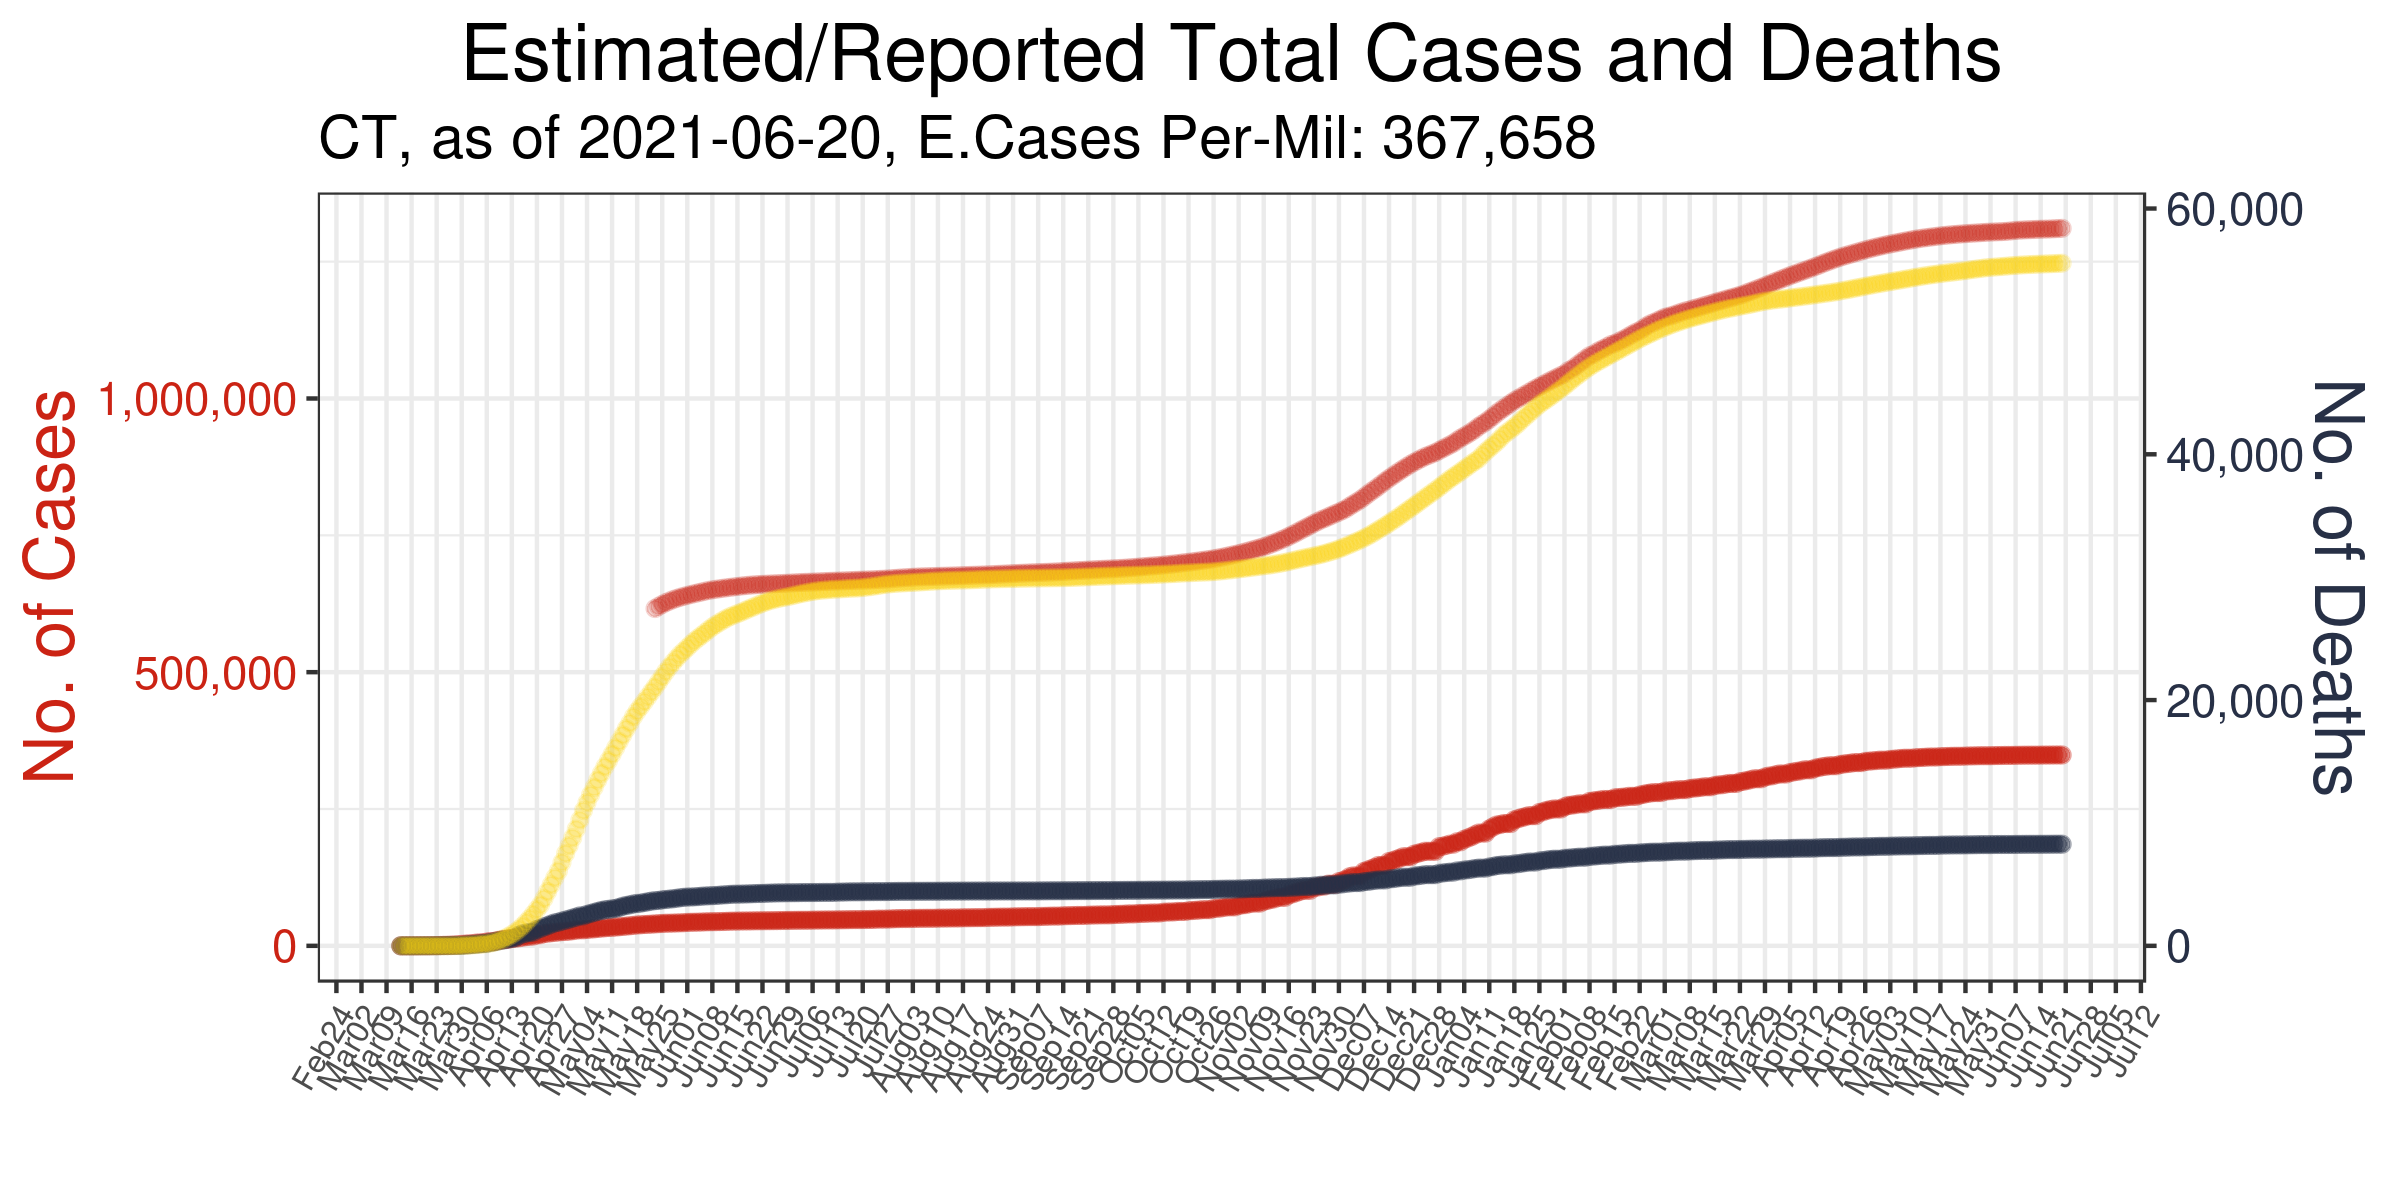 Estimated/Reported Total Cases and Deaths
CT, as of 2021-06-20, E.Cases Per-Mil: 367,658
No. of Cases
1,000,000
500,000
0
60,000
40,000
20,000
0
No. of Deaths
Feb24
Mar02
Mar09
Mar16
Mar23
Mar30
Apr06
Apr13
Apr20
Apr27
May04
May11
May18
May25
Jun01
Jun08
Jun15
Jun22
Jun29
Jul06
Jul13
Jul20
Jul27
Aug03
Aug10
Aug17
Aug24
Aug31
Sep07
Sep14
Sep21
Sep28
Oct05
Oct12
Oct19
Oct26
Nov02
Nov09
Nov16
Nov23
Nov30
Dec07
Dec14
Dec21
Dec28
Jan04
Jan11
Jan18
Jan25
Feb01
Feb08
Feb15
Feb22
Mar01
Mar08
Mar15
Mar22
Mar29
Apr05
Apr12
Apr19
Apr26
May03
May10
May17
May24
May31
Jun07
Jun14
Jun21
Jun28
Jul05
Jul12